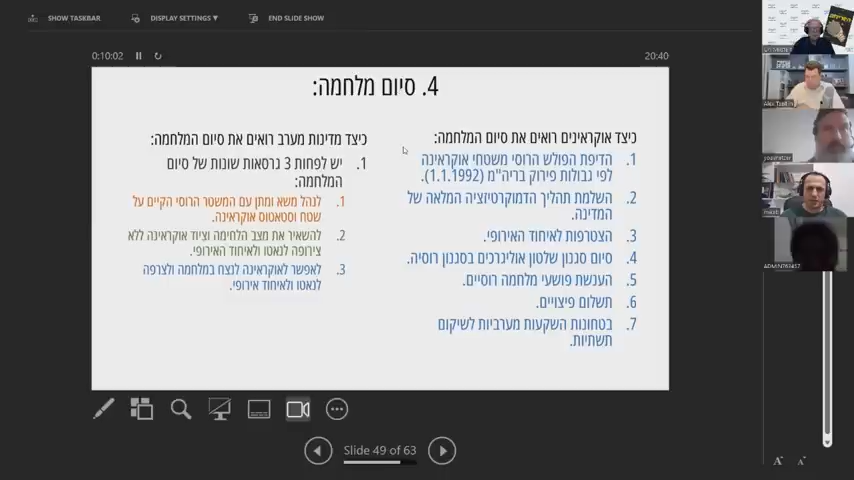 SHOW TASKBAR
DISPLAY SETTINGS ▼
END SLIDE SHOW
0:10:02
20:40
4. סיום מלחמה:
כיצד אוקראינים רואים את סיום המלחמה:
1. הדיפת הפולש הרוסי משטחי אוקראינה
לפי גבולות פירוק בריה"מ (1.1.1992).
2. השלמת תהליך הדמוקרטיזציה המלאה של
המדינה.
3. הצטרפות לאיחוד האירופי.
4. סיום סגנון שלטון אוליגרכים בסגנון רוסיה.
5. הענשת פושעי מלחמה רוסיים.
6. תשלום פיצויים.
7. בטחונות השקעות מערביות לשיקום
תשתיות.
כיצד מדינות מערב רואים את סיום המלחמה:
1. יש לפחות 3 גרסאות שונות של סיום
המלחמה:
1. לנהל משא ומתן עם המשטר הרוסי הקיים על
שטח וסטאטוס אוקראינה.
2. להשאיר את מצב הלחימה וציוד אוקראינה ללא
צירופה לנאטו ולאיחוד האירופי.
3. לאפשר לאוקראינה לנצח במלחמה ולצרפה
לנאטו ולאיחוד אירופי.
Slide 49 of 63
A A